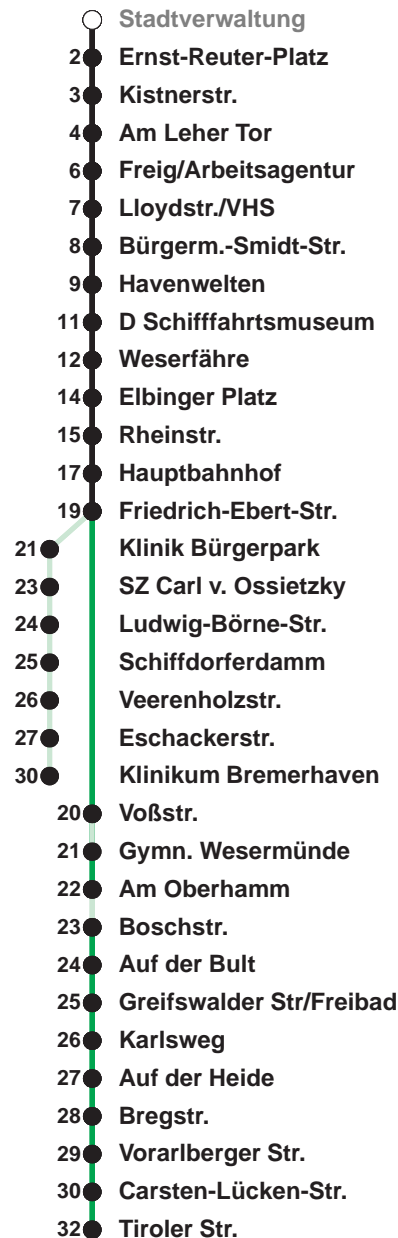 Stadtverwaltung
2 Ernst-Reuter-Platz
3 Kistnerstr.
4 Am Leher Tor
6 Freig/Arbeitsagentur
7 Lloydstr./VHS
8 Bürgerm.-Smidt-Str.
9 Havenwelten
11 D Schifffahrtsmuseum
12 Weserfähre
14 Elbinger Platz
15 Rheinstr.
17 Hauptbahnhof
19 Friedrich-Ebert-Str.
21 Klinik Bürgerpark
23 SZ Carl v. Ossietzky
24 Ludwig-Börne-Str.
25 Schiffdorferdamm
26 Veerenholzstr.
27 Eschackerstr.
30 Klinikum Bremerhaven
20 Voßstr.
21 Gymn. Wesermünde
22 Am Oberhamm
23 Boschstr.
24 Auf der Bult
25 Greifswalder Str/Freibad
26 Karlsweg
27 Auf der Heide
28 Bregstr.
29 Vorarlberger Str.
30 Carsten-Lücken-Str.
32 Tiroler Str.